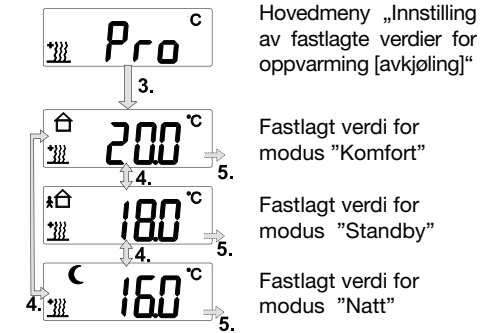 C
Pro
Hovedmeny „Innstilling
av fastlagte verdier for
oppvarming [avkjøling]“
3.
20.0 °C
Fastlagt verdi for
modus ”Komfort”
4.
5.
18.0 °C
Fastlagt verdi for
modus ”Standby”
4.
5.
16.0 °C
Fastlagt verdi for
modus ”Natt”
4.
5.